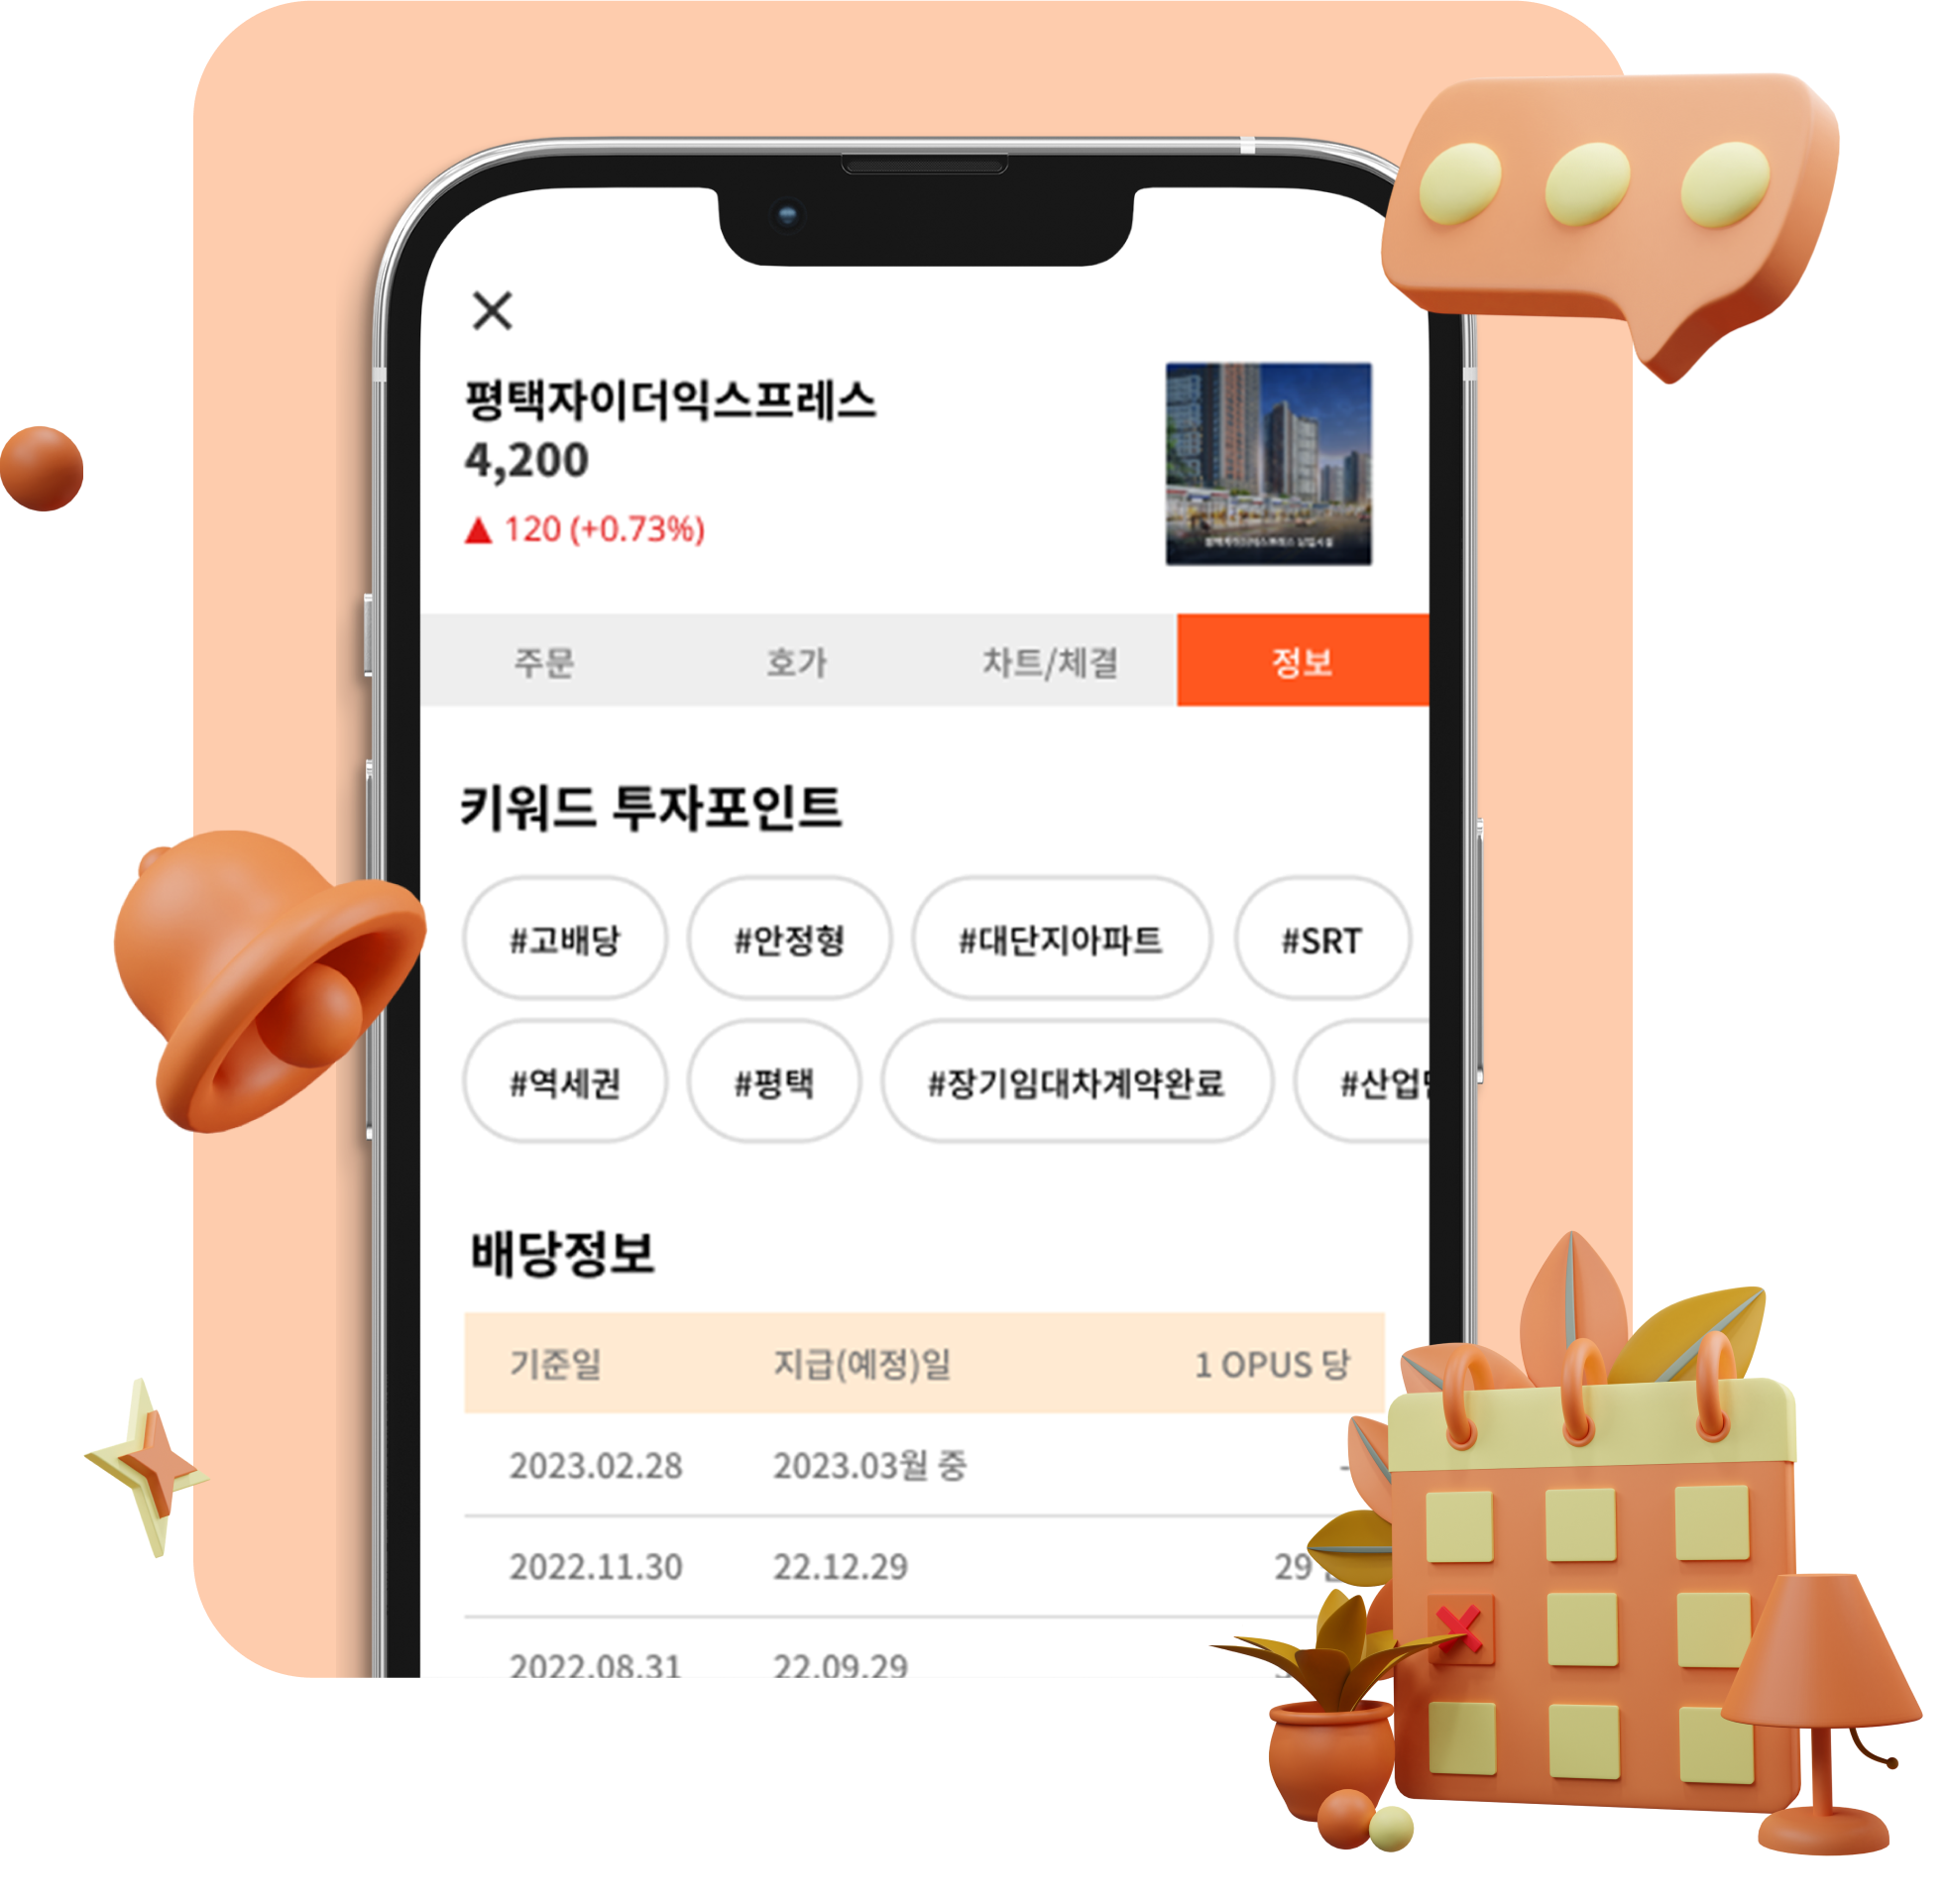 평택자이더익스프레스
4,200
▲ 120 (+0.73%)
주문 호가 차트/체결 정보
키워드 투자포인트
#고배당 #안정형 #대단지아파트 #SRT
#역세권 #평택 #장기임대차계약완료 #산업
배당정보
기준일 지급(예정)일 1 OPUS 당
2023.02.28 2023.03월 중 -
2022.11.30 22.12.29 29
2022.08.31 22.09.29